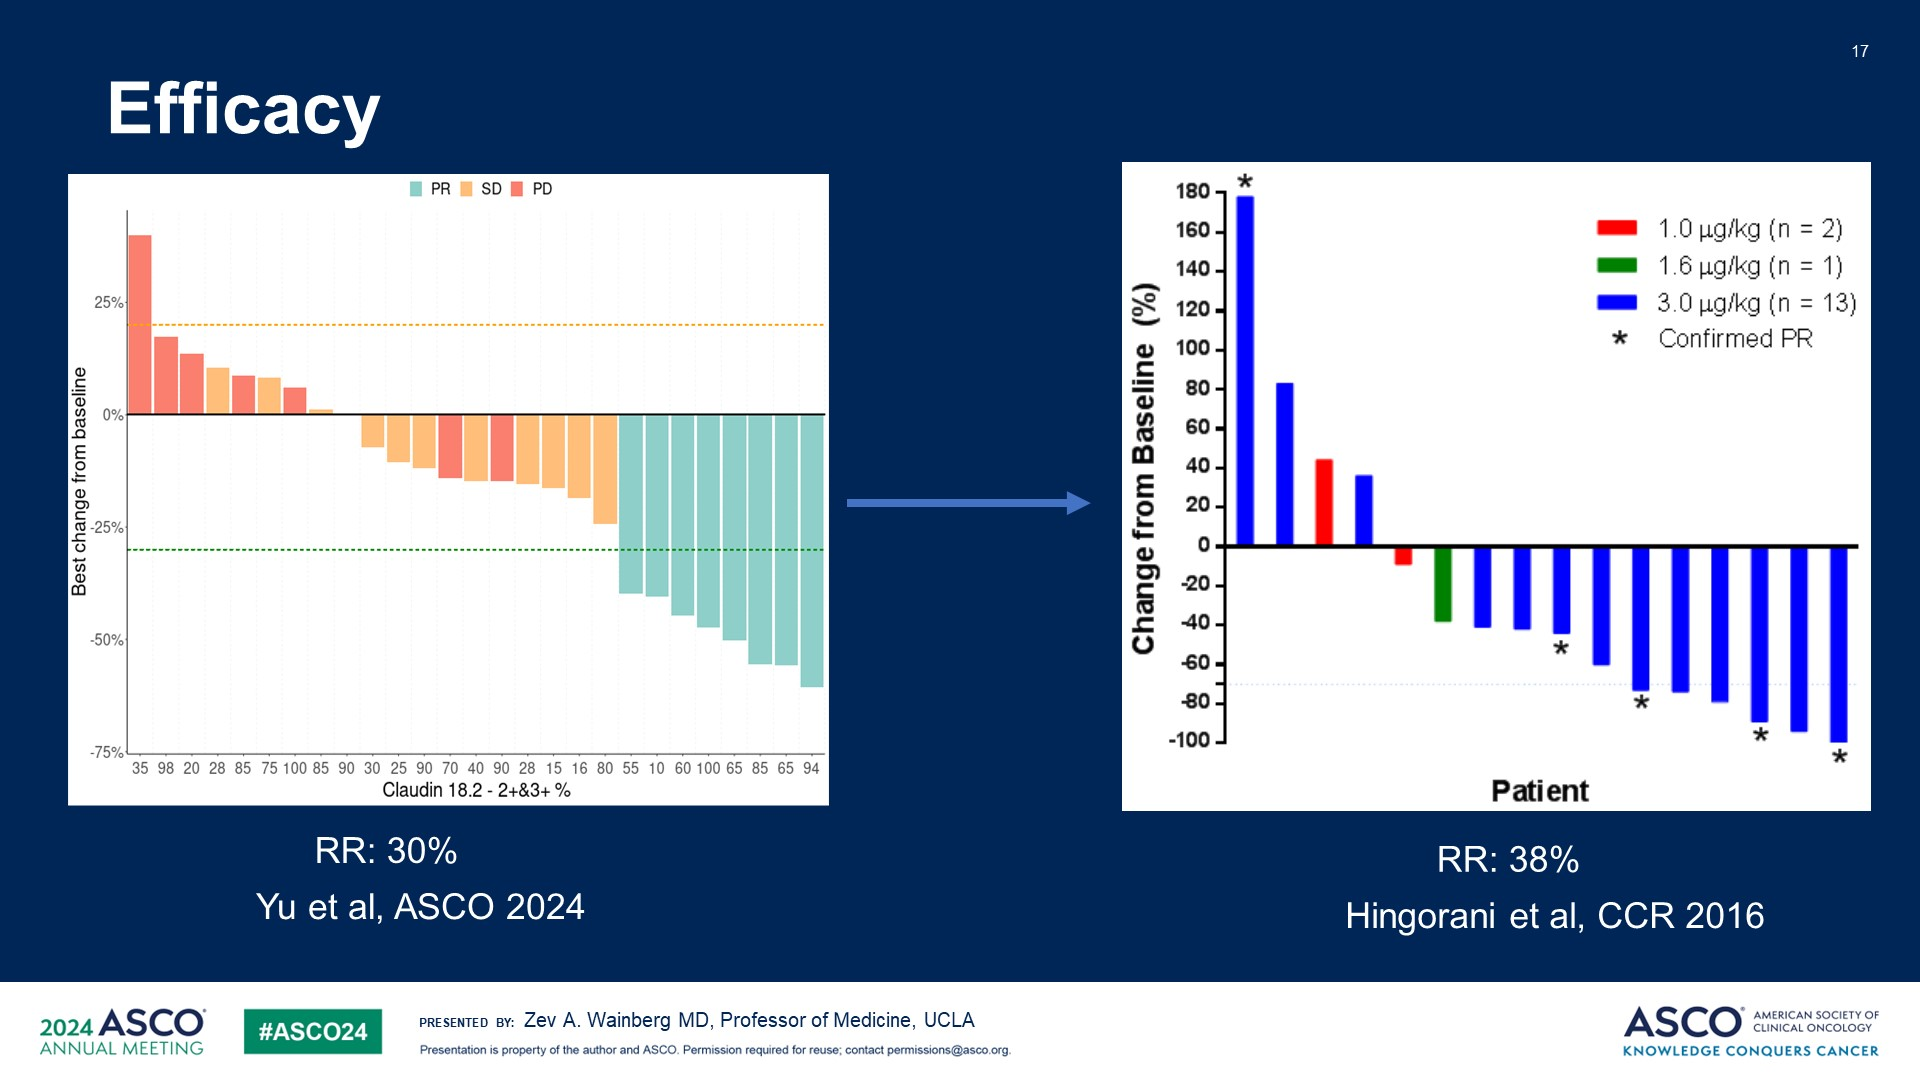 17
Efficacy
PR SD PD
25%
0%
-25%
-50%
-75%
Best change from baseline
35 98 20 28 85 75 100 85 90 30 25 90 70 40 90 28 15 16 80 55 10 60 100 65 85 65 94
Claudin 18.2 - 2+&3+ %
RR: 30%
Yu et al, ASCO 2024
180
160
140
120
100
80
60
40
20
0
-20
-40
-60
-80
-100
Change from Baseline (%)
*
1.0 µg/kg (n = 2)
1.6 µg/kg (n = 1)
3.0 µg/kg (n = 13)
* Confirmed PR
*
*
*
*
Patient
RR: 38%
Hingorani et al, CCR 2016
2024 ASCO
ANNUAL MEETING
#ASCO24
PRESENTED BY: Zev A. Wainberg MD, Professor of Medicine, UCLA
Presentation is property of the author and ASCO. Permission required for reuse; contact permissions@asco.org.
ASCO AMERICAN SOCIETY OF
CLINICAL ONCOLOGY
KNOWLEDGE CONQUERS CANCER